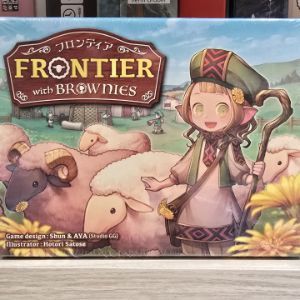 フロンティア
FRONTIER
with BROWNIES
Game design : Shun & AYA (Studio GG)
Illustrator : Hotori Satose